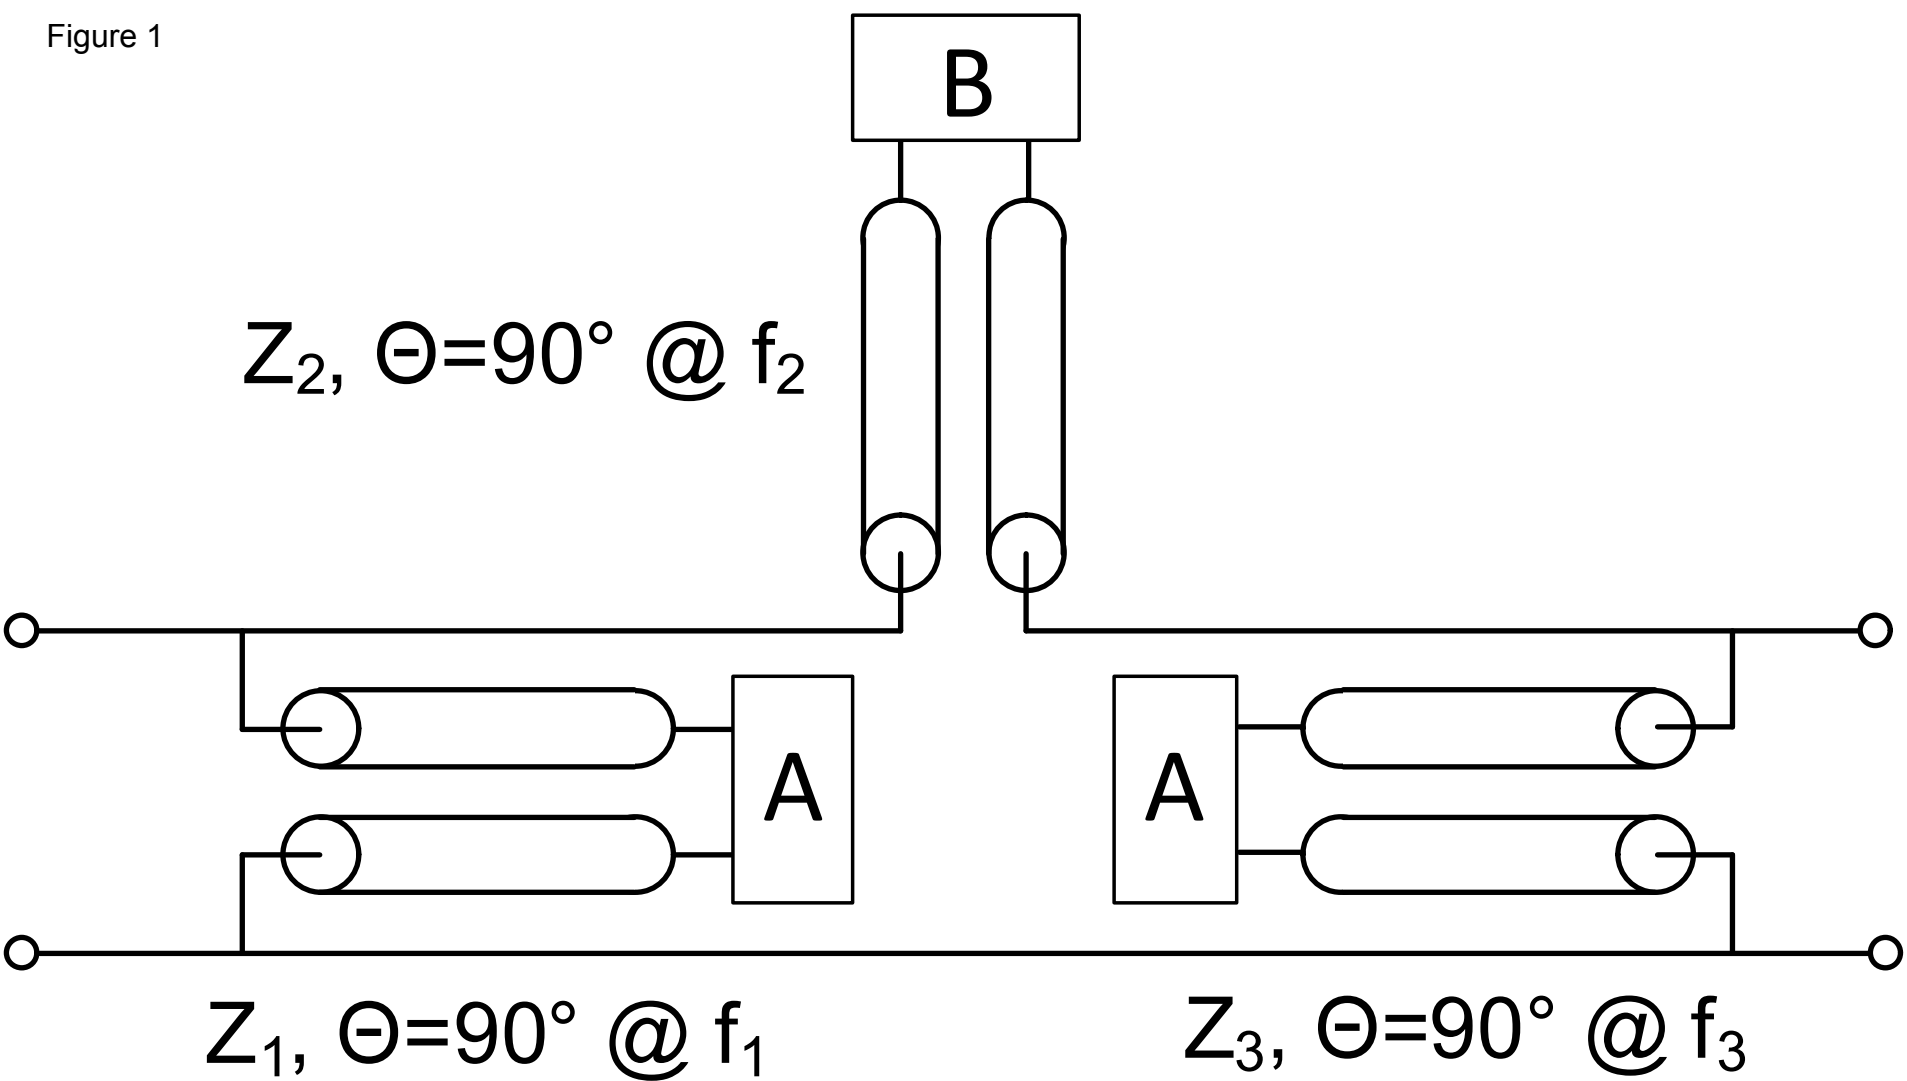 Figure 1
B
Z₂, Θ=90° @ f₂
A
A
Z₁, Θ=90° @ f₁
Z₃, Θ=90° @ f₃